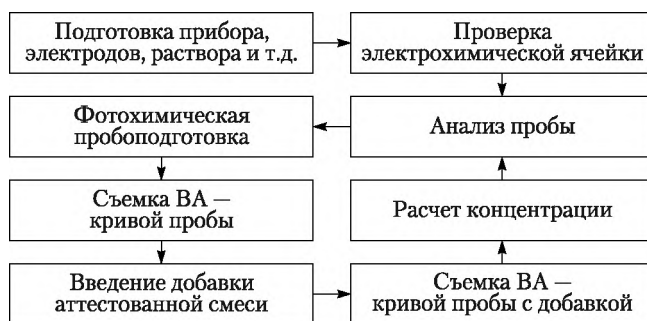 Подготовка прибора,
электродов, раствора и т.д.
Проверка
электрохимической ячейки
Фотохимическая
пробоподготовка
Анализ пробы
Съемка ВА —
кривой пробы
Расчет концентрации
Введение добавки
аттестованной смеси
Съемка ВА —
кривой пробы с добавкой